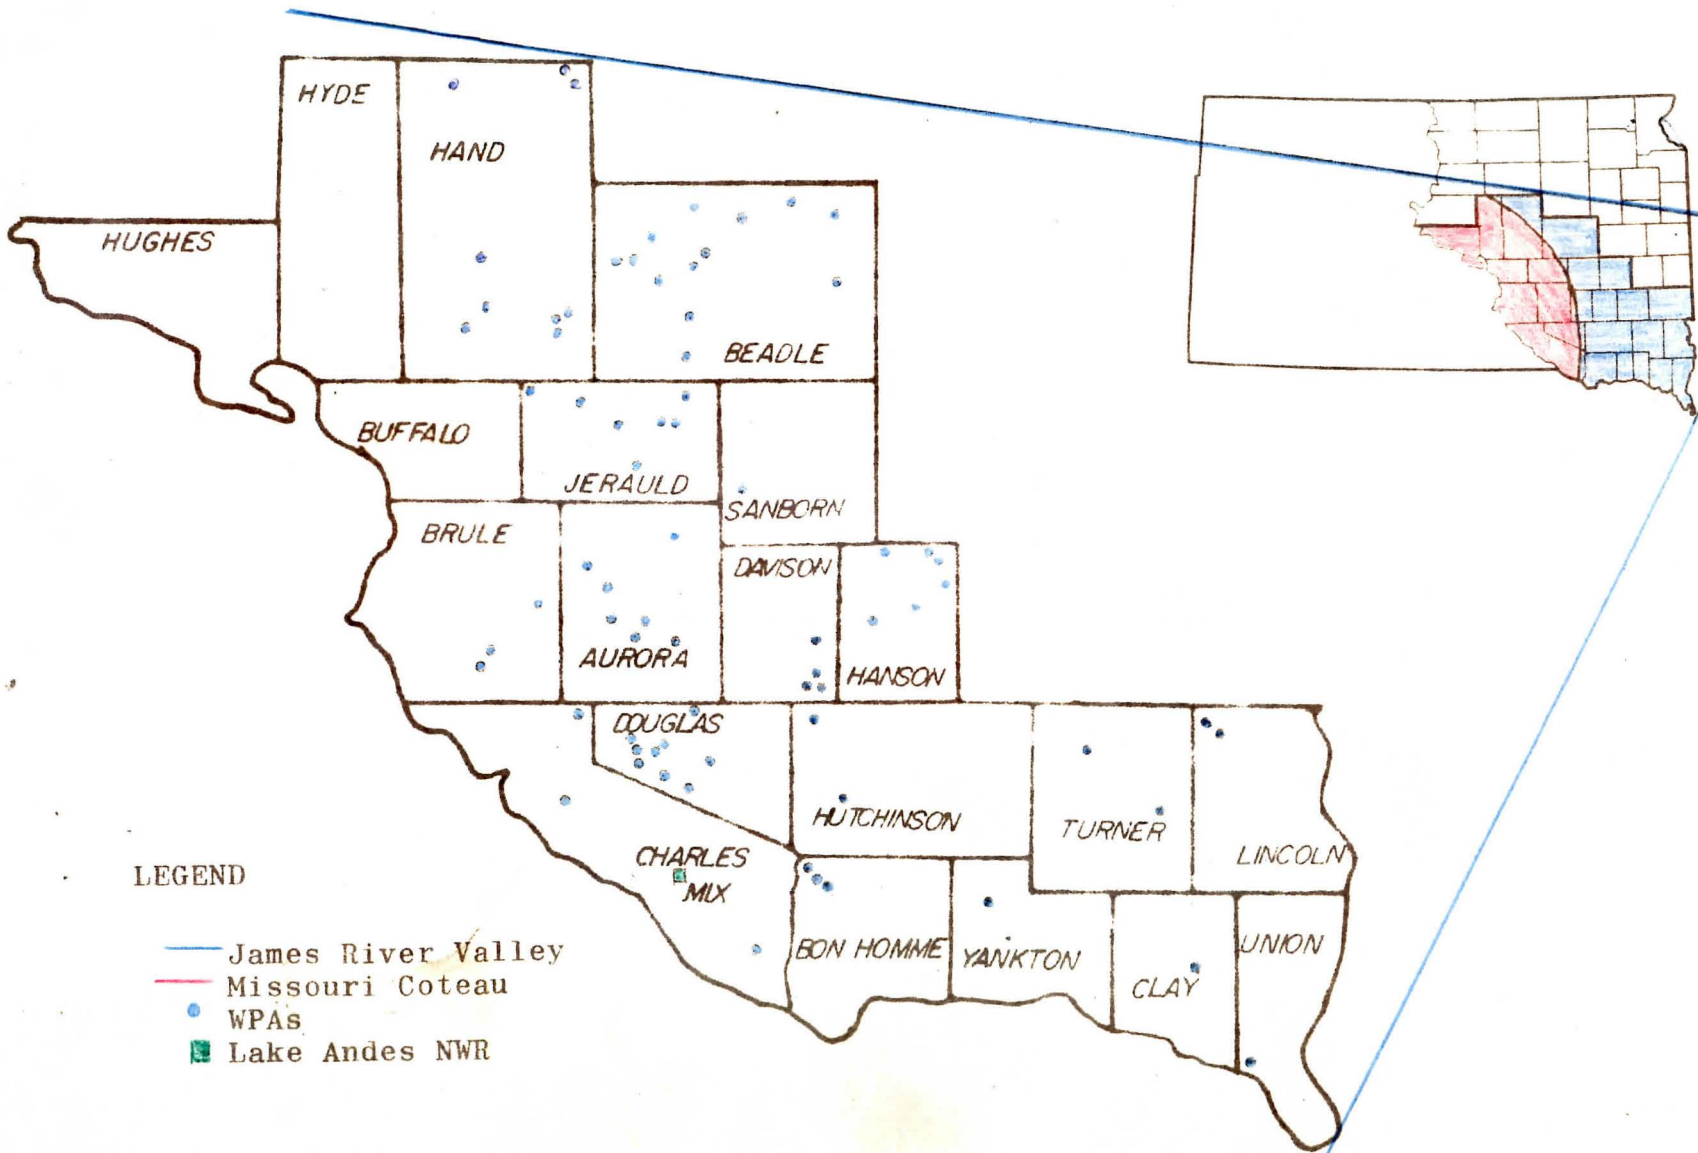 HYDE
HAND
HUGHES
BEADLE
BUFFALO
JERAULD
SANBORN
BRULE
DAVISON
AURORA
HANSON
DOUGLAS
HUTCHINSON
TURNER
LINCOLN
CHARLES
MIX
BON HOMME
YANKTON
CLAY
UNION
LEGEND
James River Valley
Missouri Coteau
WPAs
Lake Andes NWR